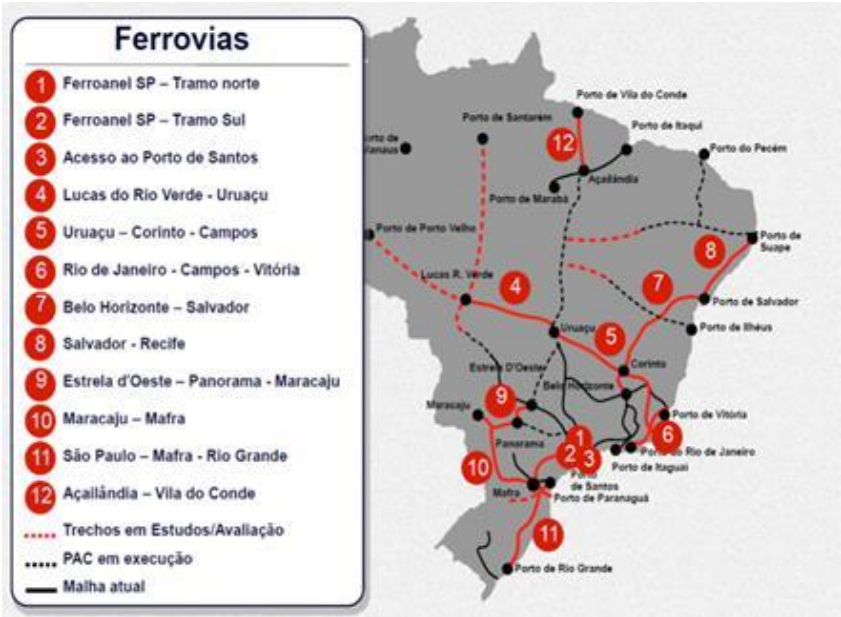 Ferrovias
1 Ferroanel SP – Tramo norte
2 Ferroanel SP – Tramo Sul
3 Acesso ao Porto de Santos
4 Lucas do Rio Verde - Uruaçu
5 Uruaçu – Corinto - Campos
6 Rio de Janeiro - Campos - Vitória
7 Belo Horizonte – Salvador
8 Salvador - Recife
9 Estrela d'Oeste – Panorama - Maracaju
10 Maracaju – Mafra
11 São Paulo – Mafra - Rio Grande
12 Açailândia – Vila do Conde
Trechos em Estudos/Avaliação
PAC em execução
Malha atual
Porto de Vila do Conde
Porto de Santarém
Porto de Itaqui
12
Porto do Pecém
Açailândia
Porto de Marabá
Porto de Porto Velho
Porto de
Suape
8
Lucas R. Verde
4
7
Porto de Salvador
Uruaçu
5
Porto de Ilhéus
Estrela D'Oeste
Corinto
Belo Horizonte
9
Maracaju
Porto de Vitória
Panorama
1
6
2
3
do Rio de Janeiro
Porto de Itaguaí
10
Porto
de Santos
Mafra
Porto de Paranaguá
11
Porto de Rio Grande